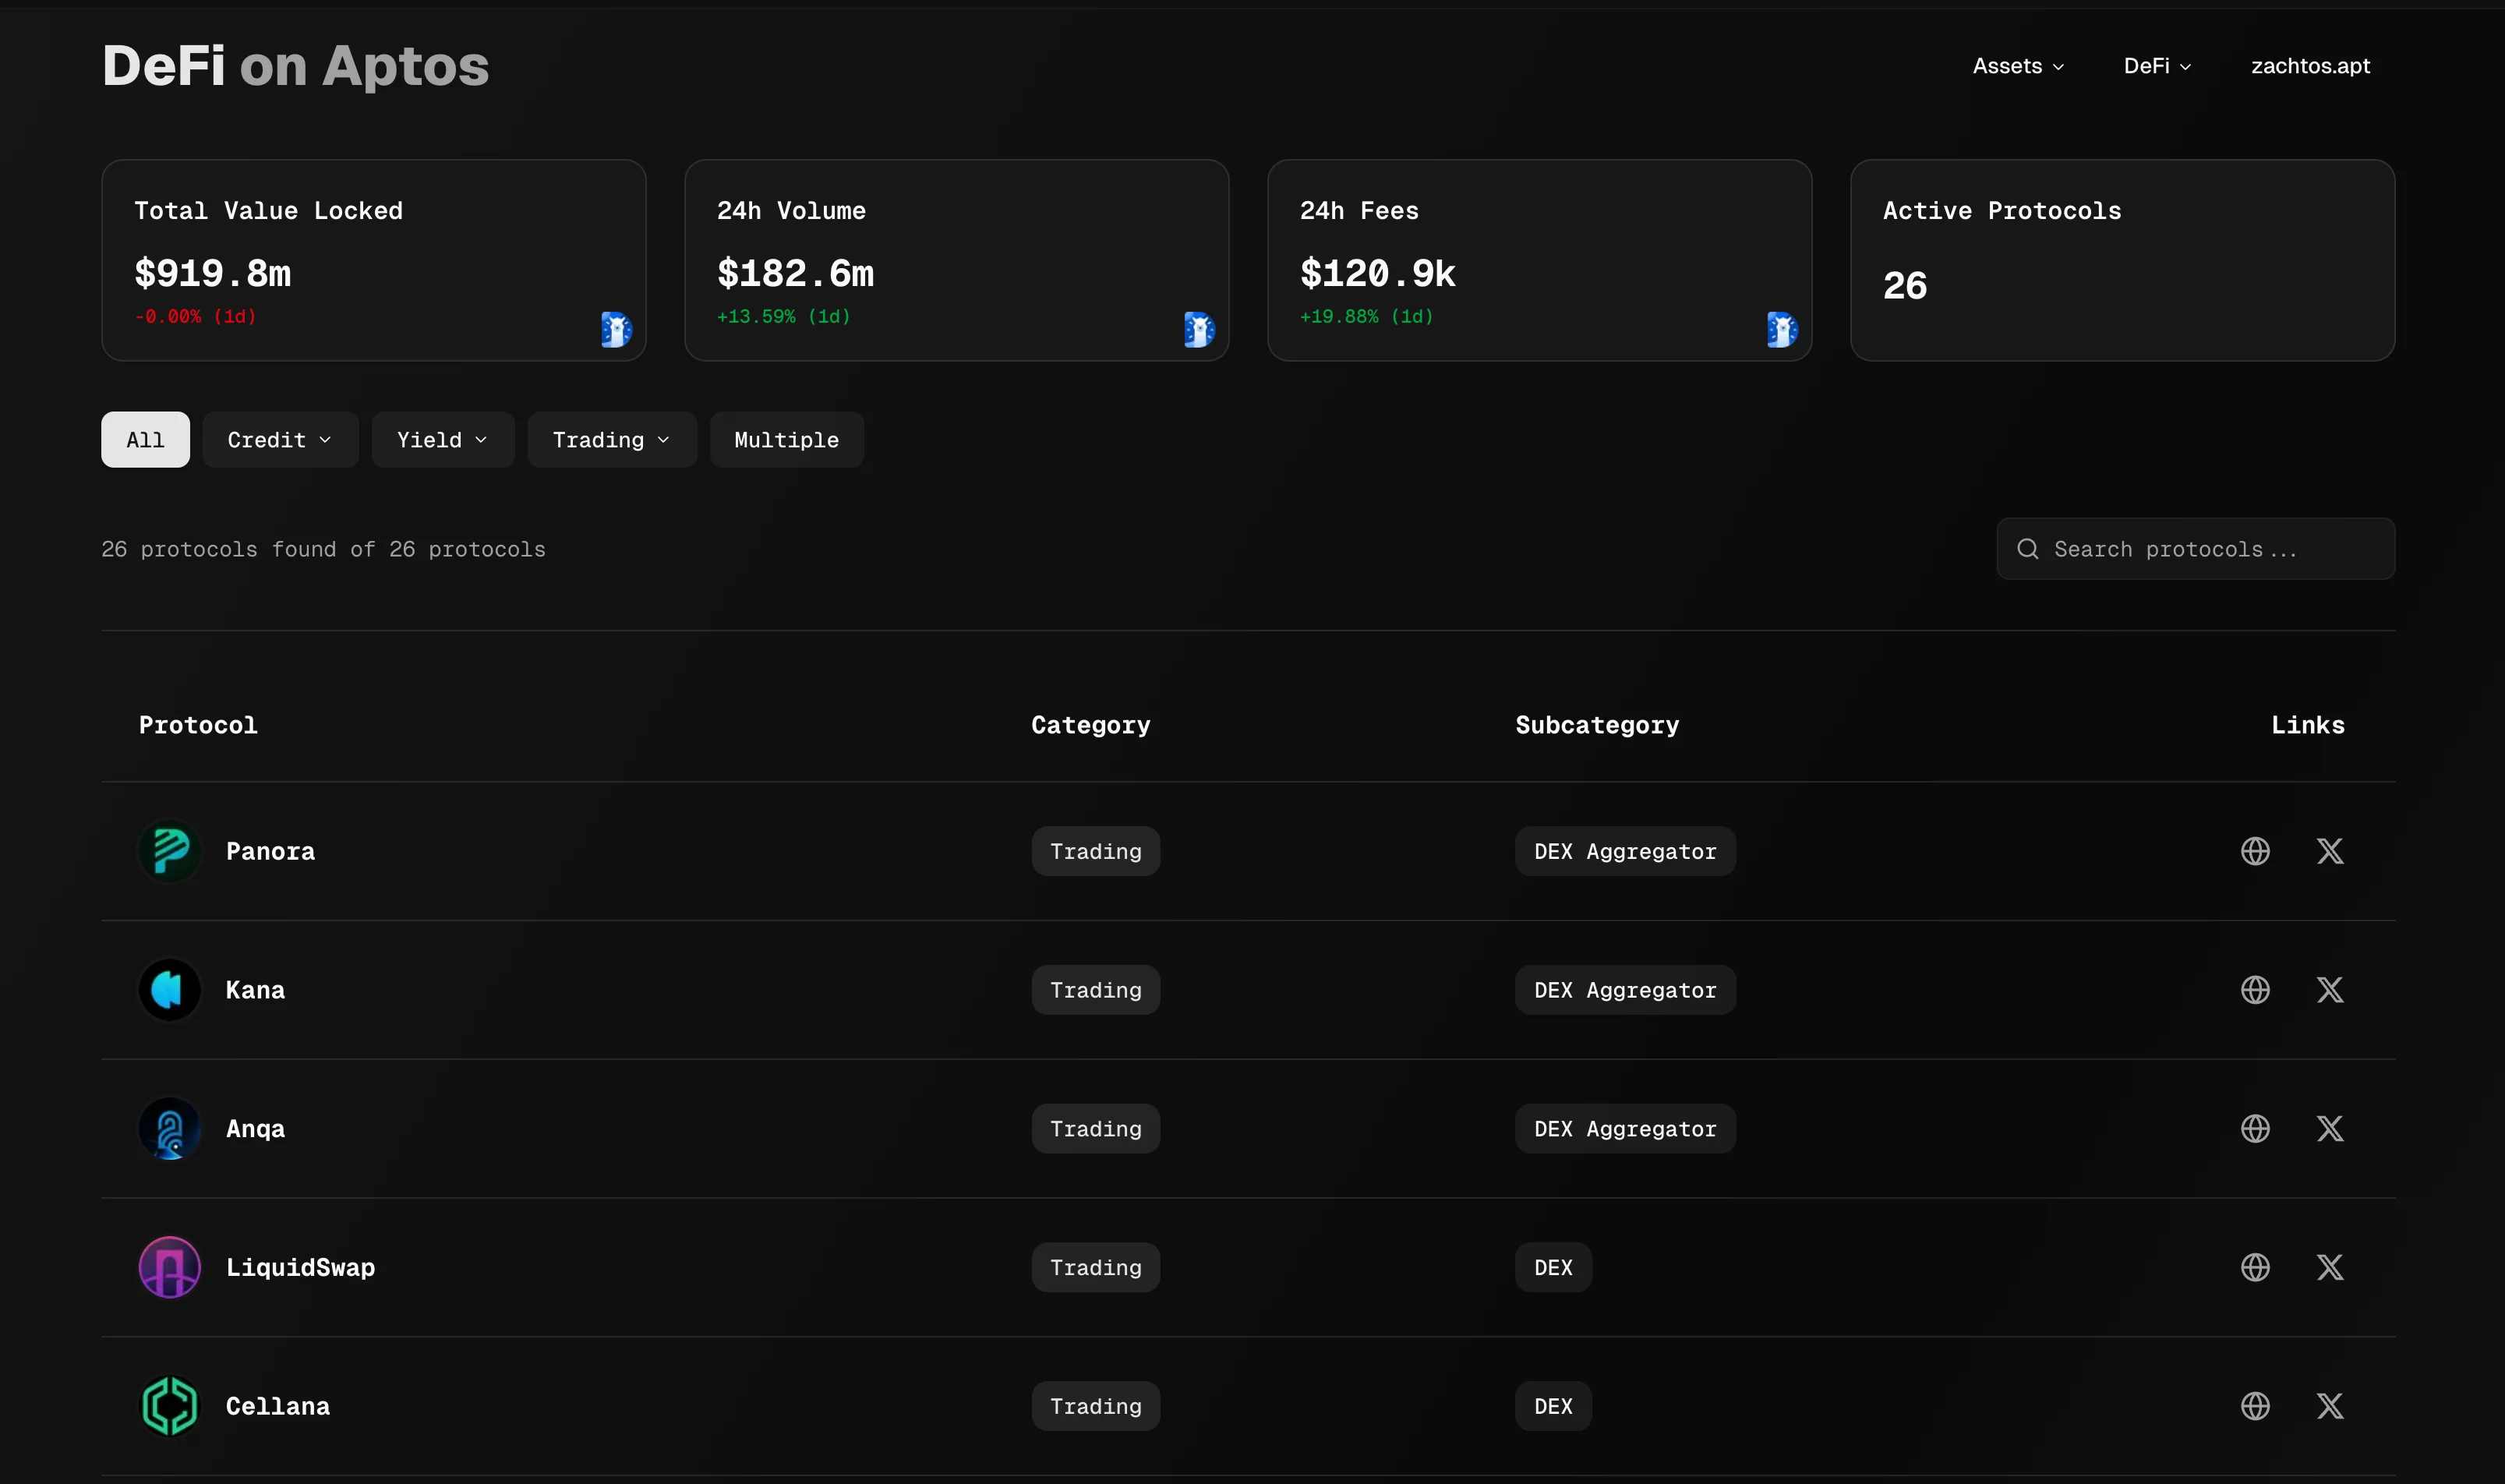 DeFi on Aptos
Assets DeFi zachtos.apt
Total Value Locked 24h Volume 24h Fees Active Protocols
$919.8m $182.6m $120.9k 26
-0.00% (1d) +13.59% (1d) +19.88% (1d)
All Credit Yield Trading Multiple
26 protocols found of 26 protocols Search protocols...
Protocol Category Subcategory Links
Panora Trading DEX Aggregator
Kana Trading DEX Aggregator
Anqa Trading DEX Aggregator
LiquidSwap Trading DEX
Cellana Trading DEX